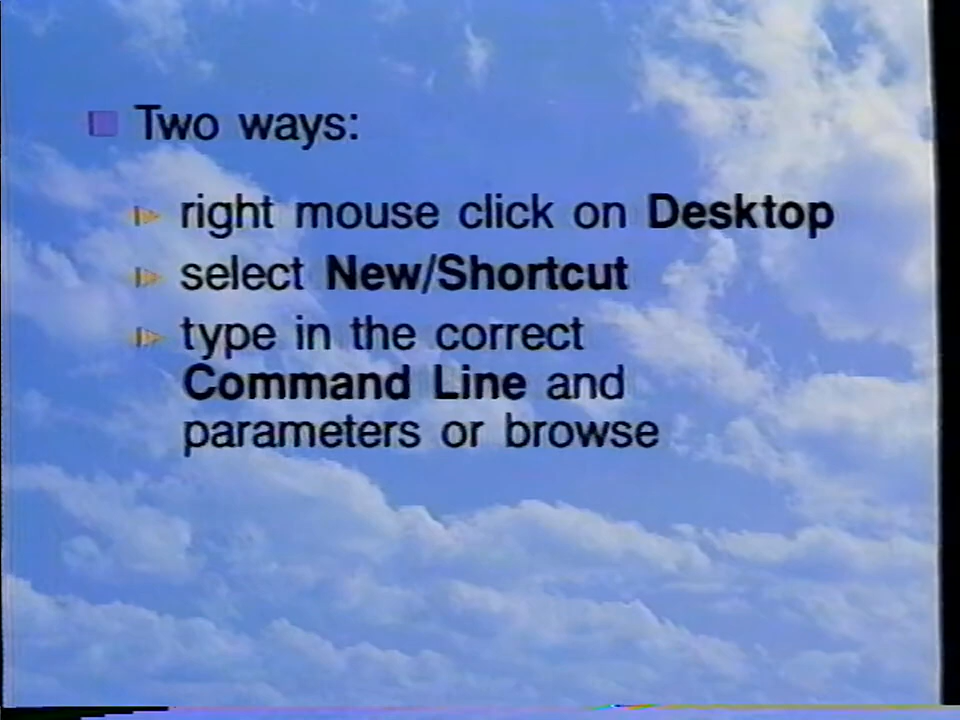 Two ways:
right mouse click on Desktop
select New/Shortcut
type in the correct
Command Line and
parameters or browse